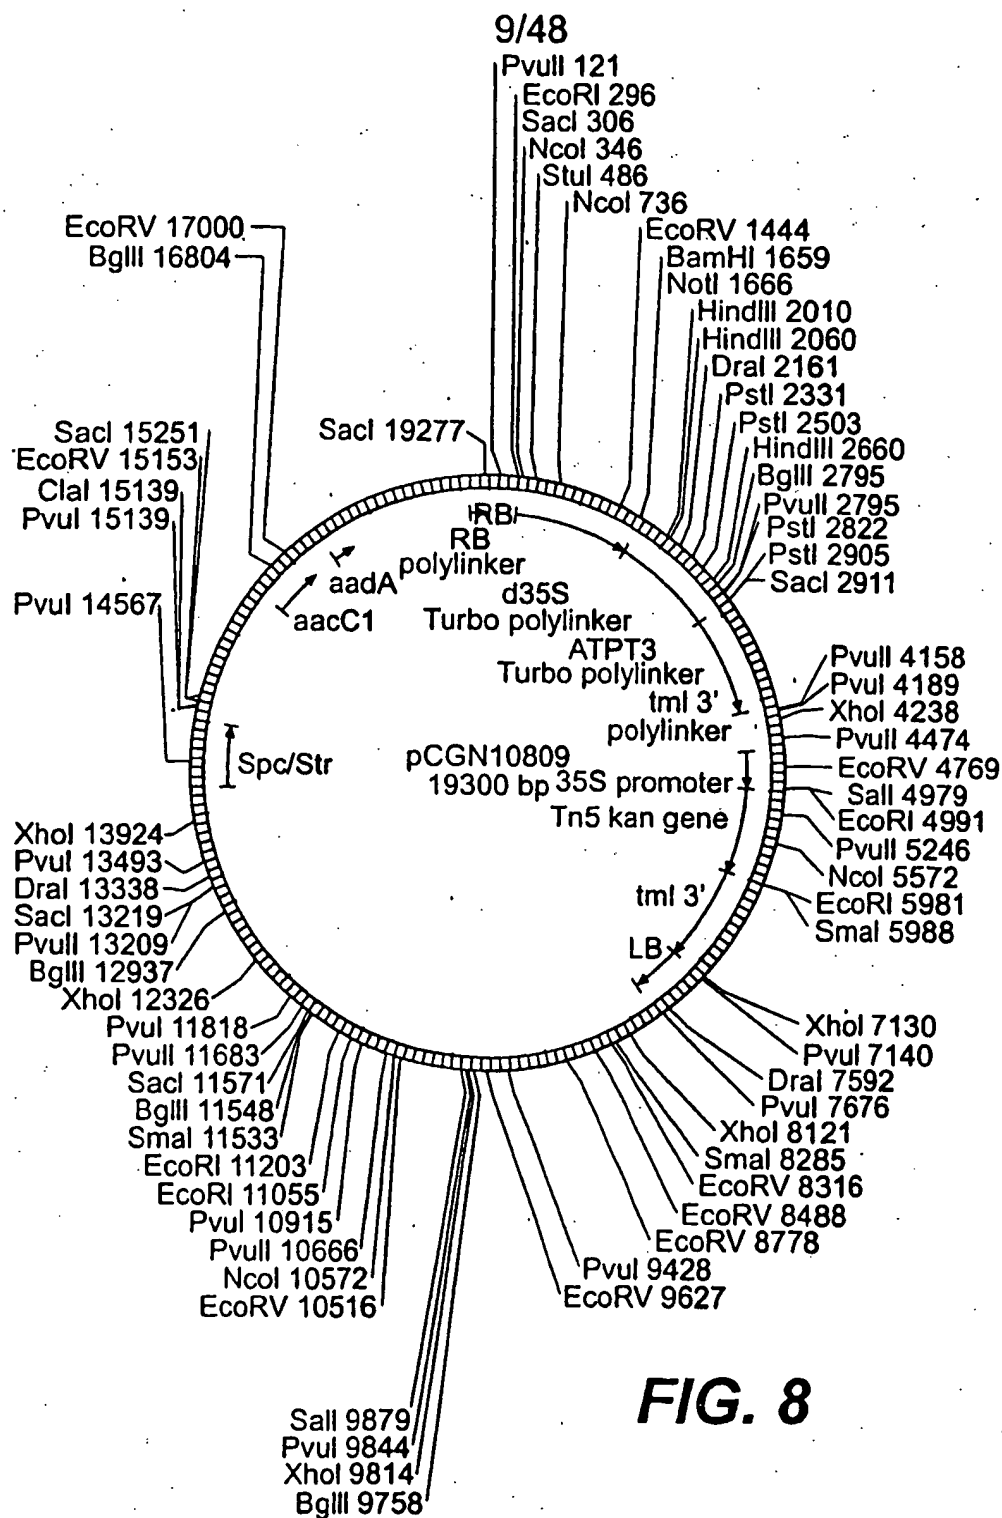 9/48
PvuII 121
EcoRI 296
SacI 306
NcoI 346
StuI 486
NcoI 736
EcoRV 1444
BamHI 1659
NotI 1666
HindIII 2010
HindIII 2060
DraI 2161
PstI 2331
PstI 2503
HindIII 2660
BglII 2795
PvuII 2795
PstI 2822
PstI 2905
SacI 2911
PvuII 4158
PvuI 4189
XhoI 4238
PvuII 4474
EcoRV 4769
SalI 4979
EcoRI 4991
PvuII 5246
NcoI 5572
EcoRI 5981
SmaI 5988
XhoI 7130
PvuI 7140
DraI 7592
PvuI 7676
XhoI 8121
SmaI 8285
EcoRV 8316
EcoRV 8488
EcoRV 8778
PvuI 9428
EcoRV 9627
EcoRV 17000
BglII 16804
SacI 19277
SacI 15251
EcoRV 15153
ClaI 15139
PvuI 15139
PvuI 14567
XhoI 13924
PvuI 13493
DraI 13338
SacI 13219
PvuII 13209
BglII 12937
XhoI 12326
PvuI 11818
PvuII 11683
SacI 11571
BglII 11548
SmaI 11533
EcoRI 11203
EcoRI 11055
PvuI 10915
PvuII 10666
NcoI 10572
EcoRV 10516
SalI 9879
PvuI 9844
XhoI 9814
BglII 9758
RB
RB
polylinker
aadA
aacC1
d35S
Turbo polylinker
ATPT3
Turbo polylinker
tml 3'
polylinker
pCGN10809
19300 bp
35S promoter
Tn5 kan gene
Spc/Str
tml 3'
LB
FIG. 8